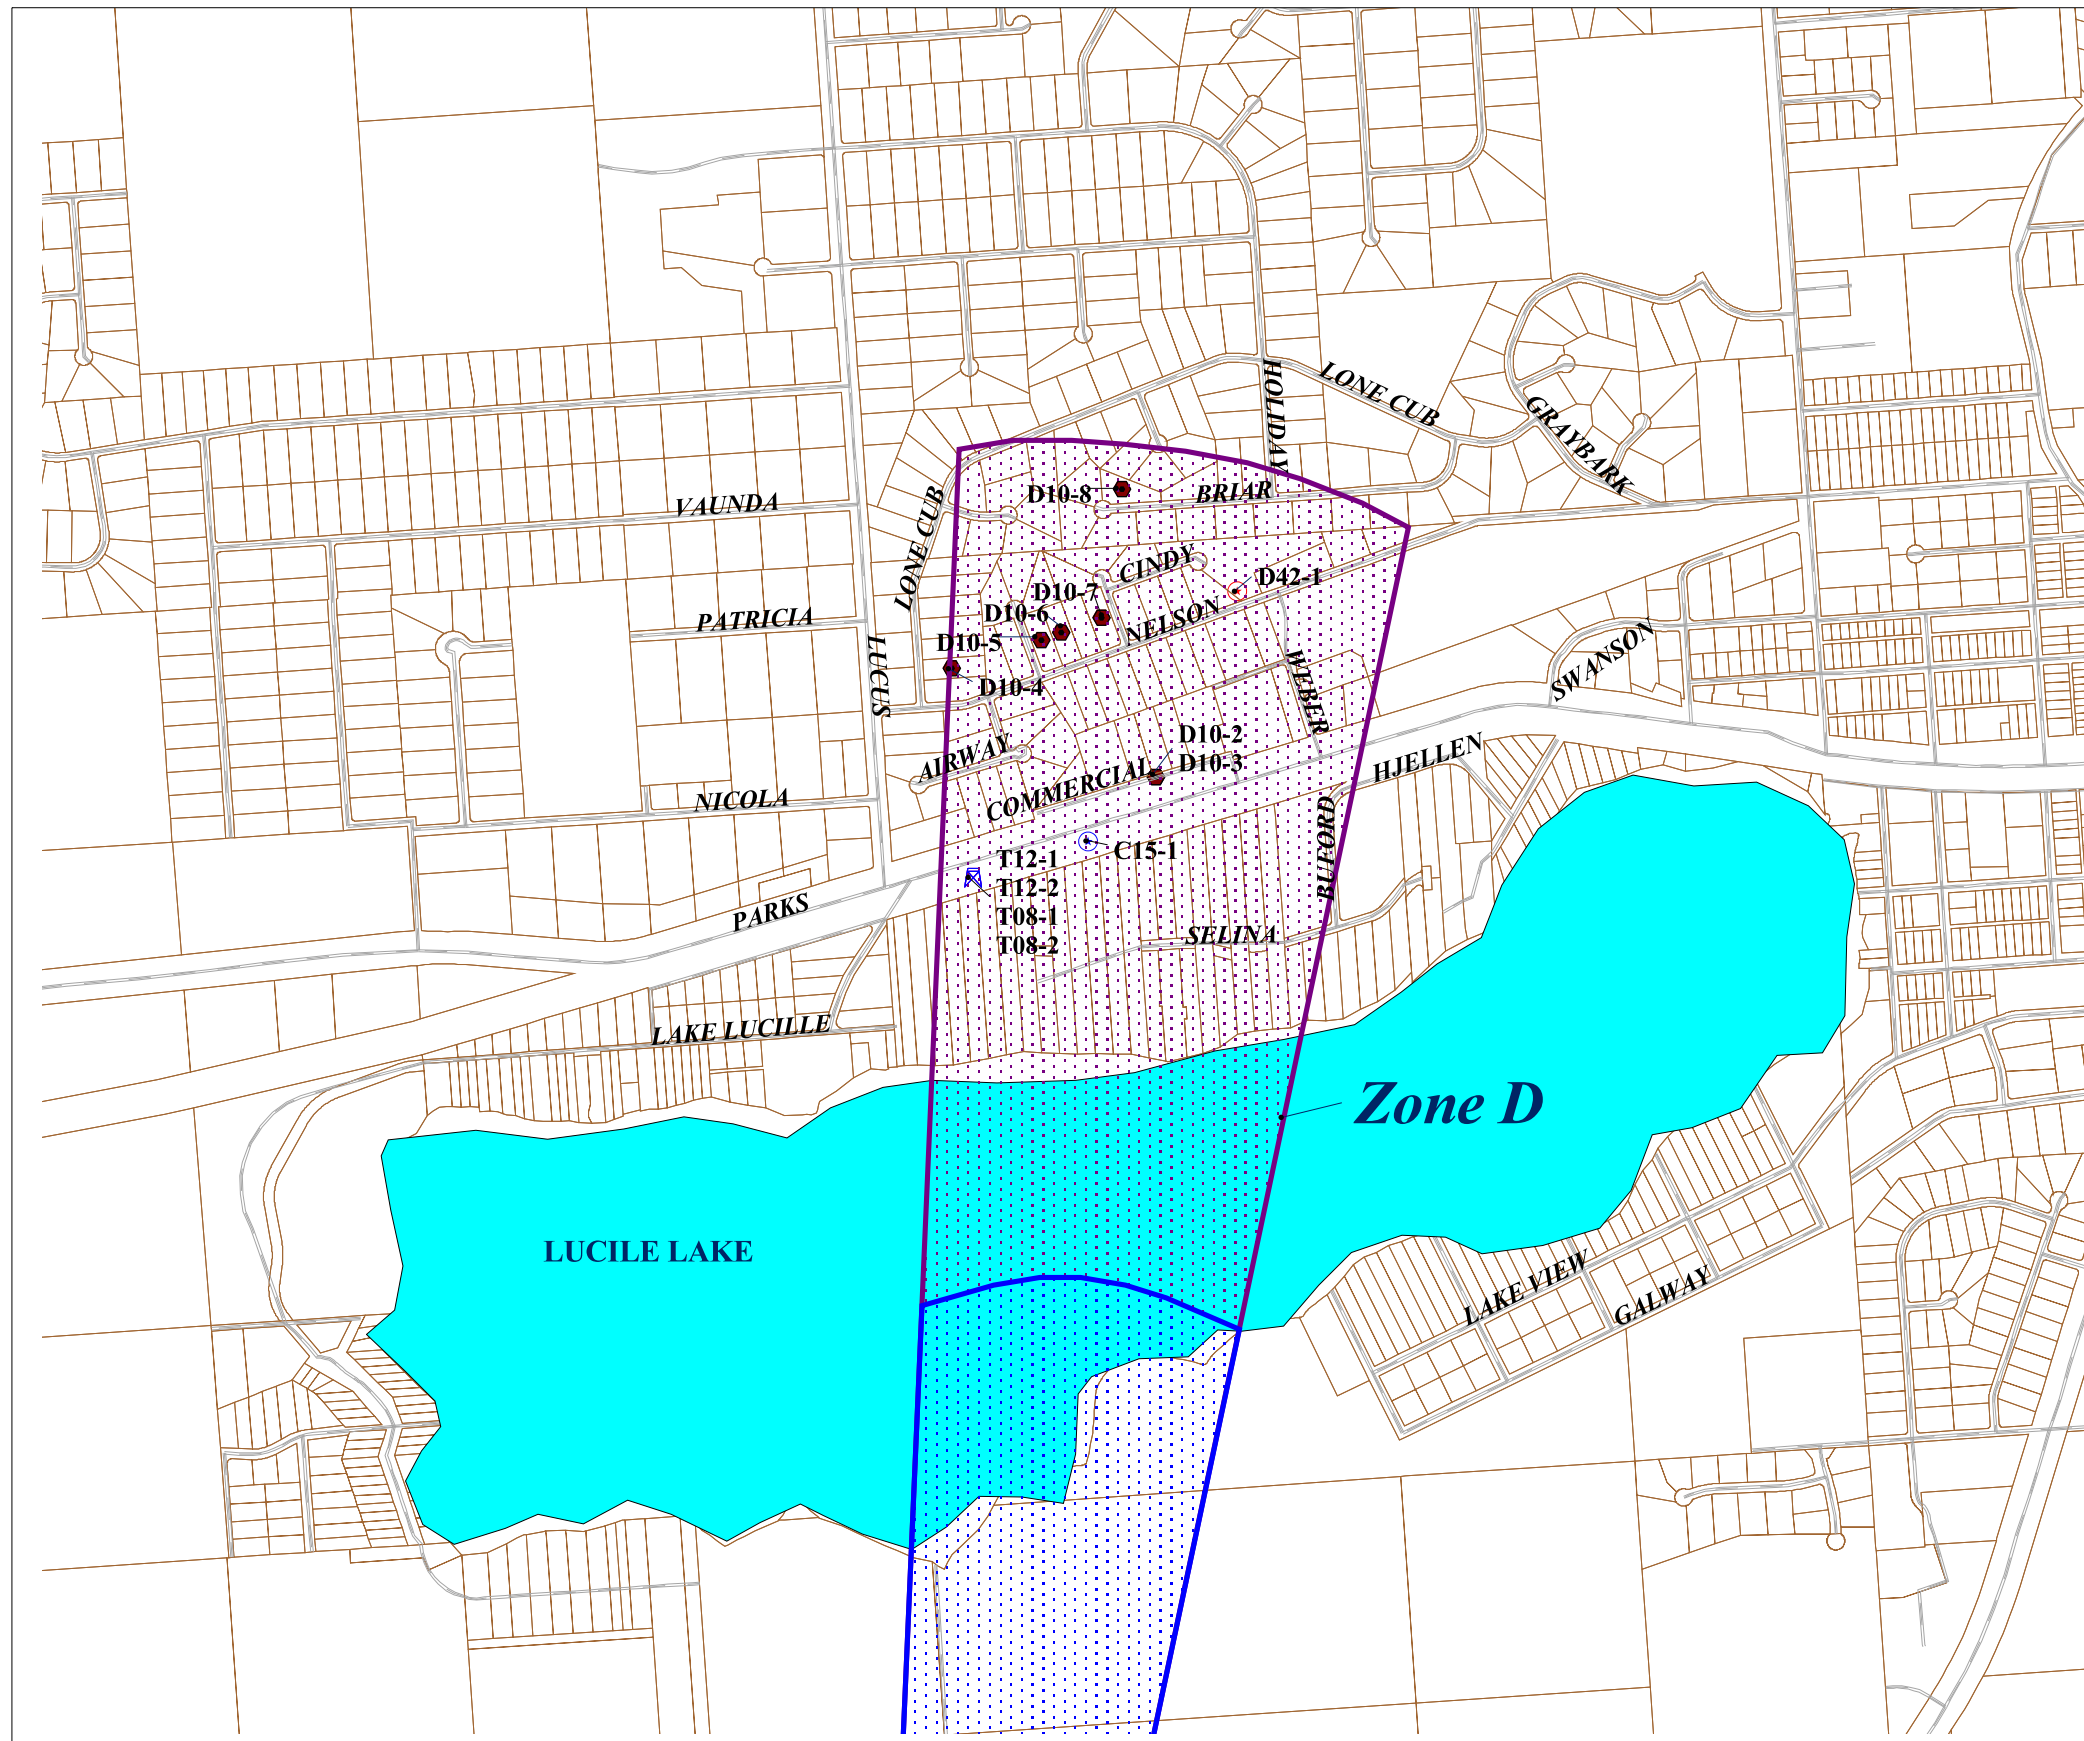 HOLIDAY
LONE CUB
GRAYBARK
LONE CUB
VAUNDA
D10-8
BRIAR
CINDY
D42-1
D10-7
D10-6
D10-5
D10-4
NELSON
PATRICIA
LUCUS
WEBER
SWANSON
D10-2
D10-3
AIRWAY
COMMERCIAL
HJELLEN
NICOLA
BUFORD
C15-1
T12-1
T12-2
T08-1
T08-2
PARKS
SELINA
LAKE LUCILLE
Zone D
LUCILE LAKE
LAKE VIEW
GALWAY